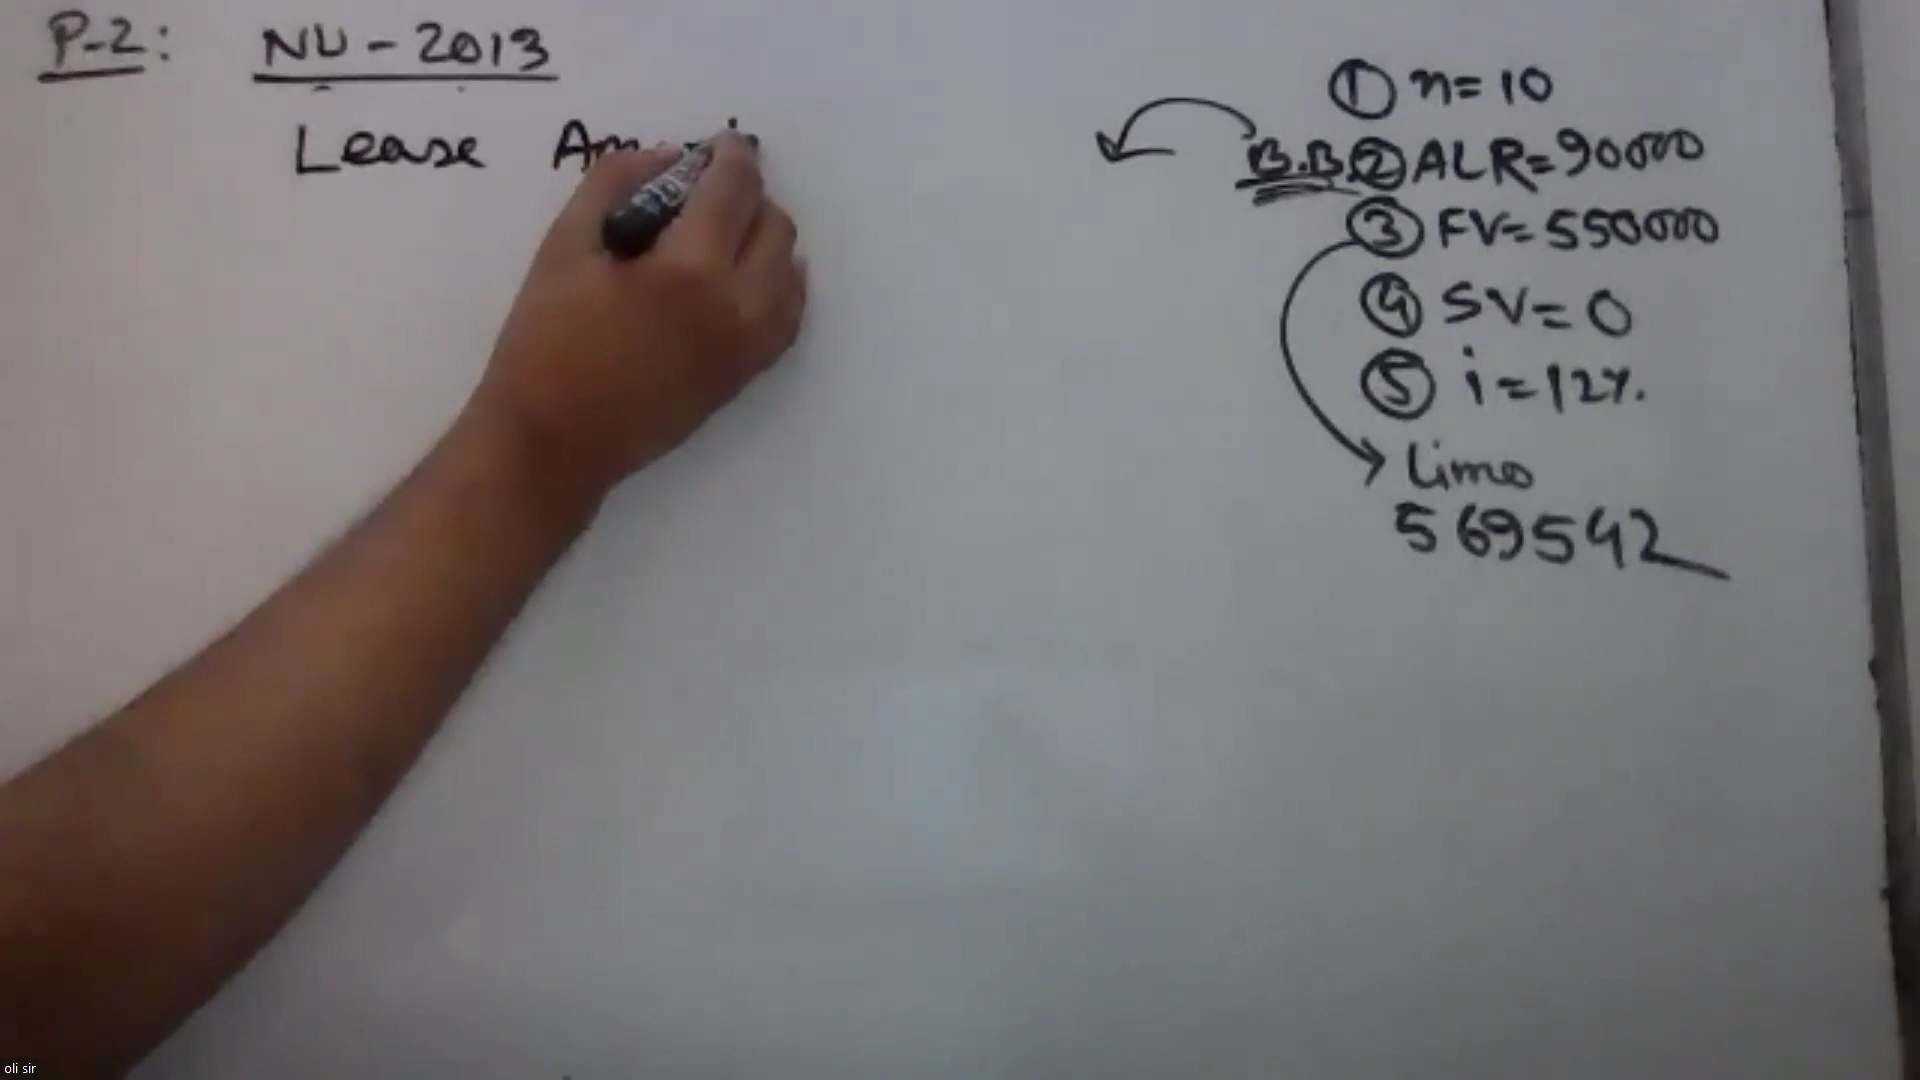 P-2: NU - 2013
Lease
① n = 10
B.B ② ALR = 90000
③ FV = 550000
④ SV = 0
⑤ i = 12%.
569542
oli sir